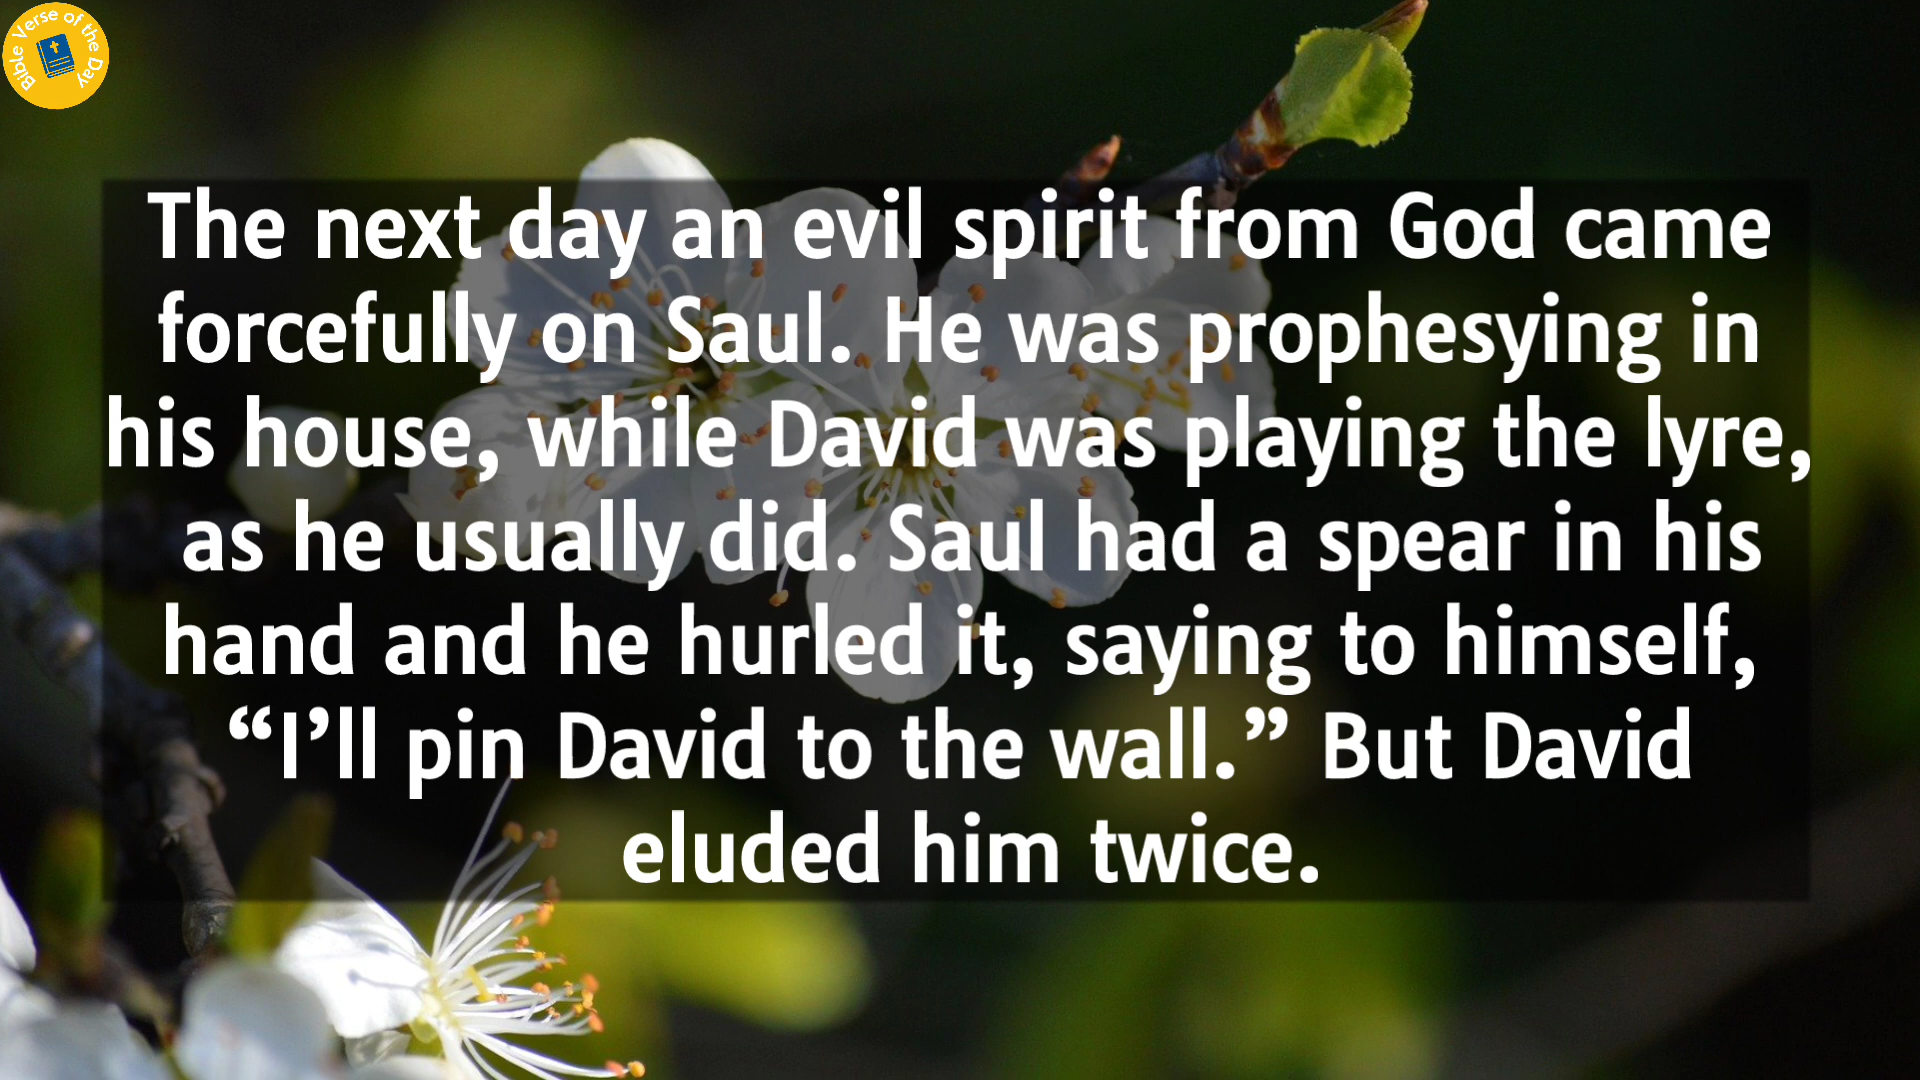 Bible Verse of the Day
The next day an evil spirit from God came
forcefully on Saul. He was prophesying in
his house, while David was playing the lyre,
as he usually did. Saul had a spear in his
hand and he hurled it, saying to himself,
“I’ll pin David to the wall.” But David
eluded him twice.